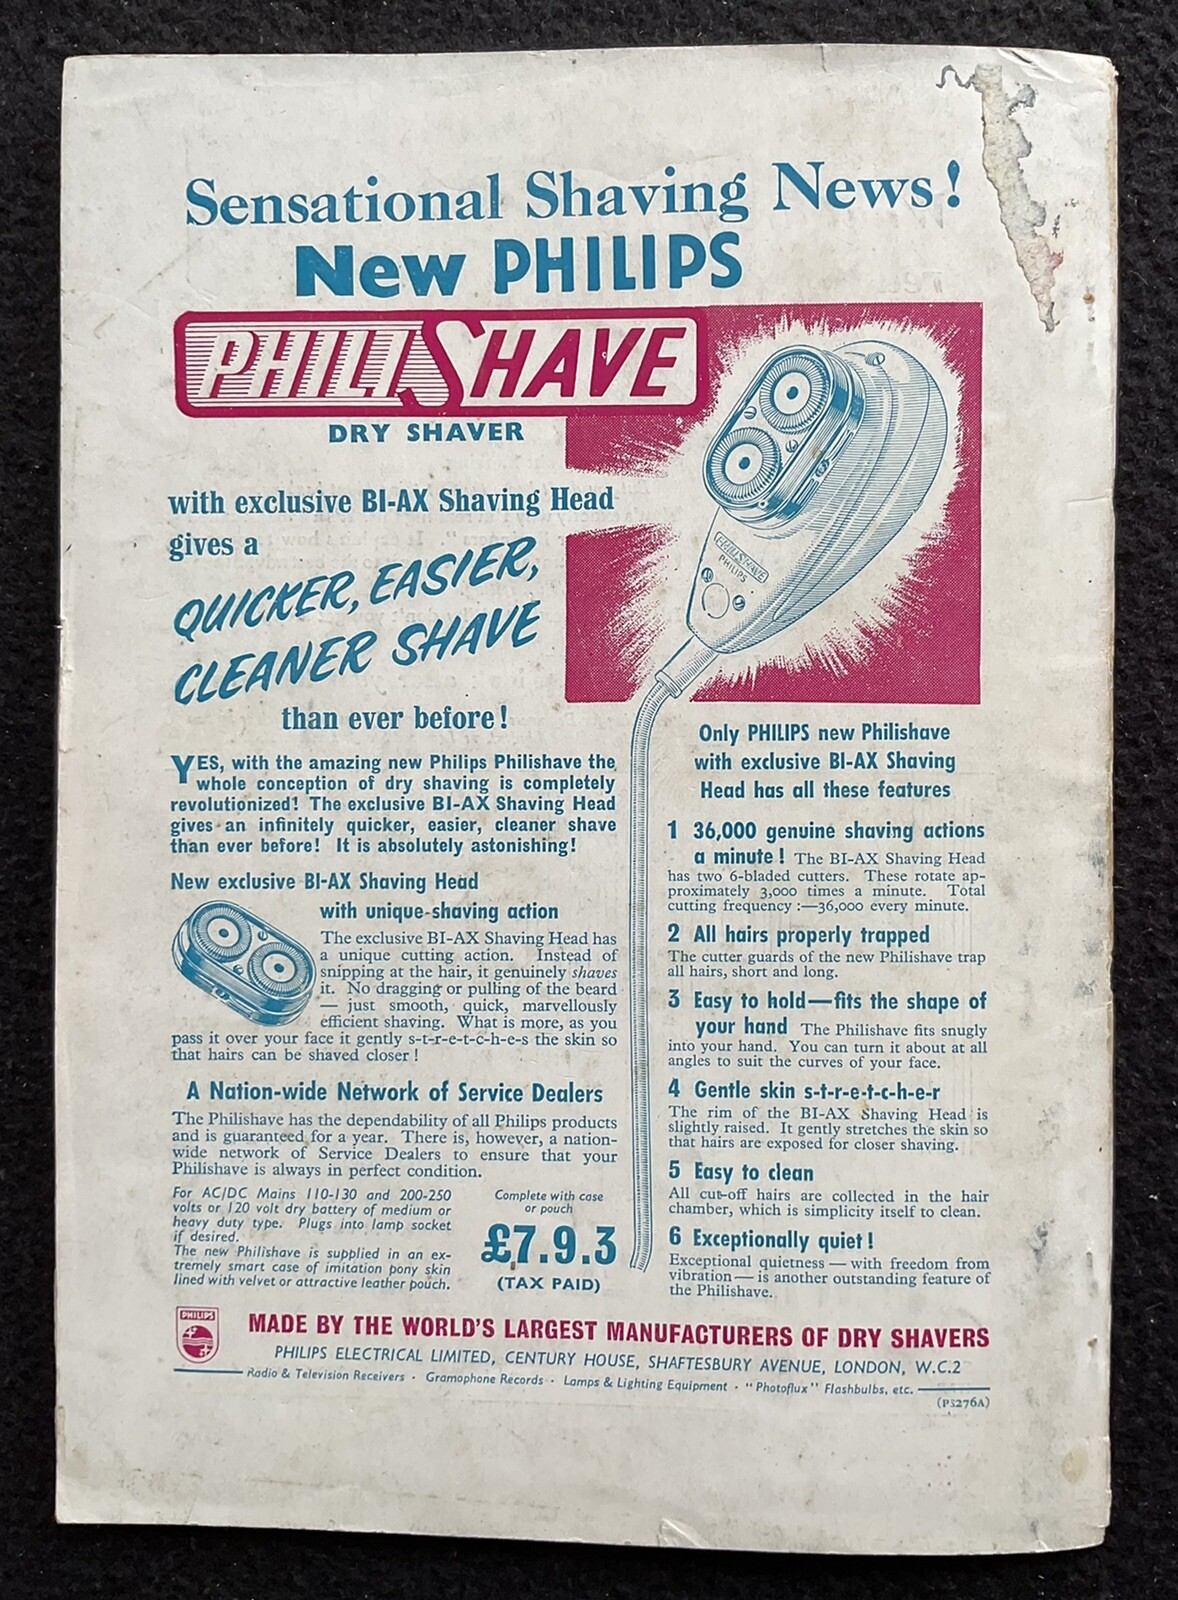 Sensational Shaving News!
New PHILIPS
PHILISHAVE
DRY SHAVER
with exclusive BI-AX Shaving Head
gives a
QUICKER, EASIER,
CLEANER SHAVE
than ever before!
YES, with the amazing new Philips Philishave the
whole conception of dry shaving is completely
revolutionized! The exclusive BI-AX Shaving Head
gives an infinitely quicker, easier, cleaner shave
than ever before! It is absolutely astonishing!
New exclusive BI-AX Shaving Head
with unique shaving action
The exclusive BI-AX Shaving Head has
a unique cutting action. Instead of
snipping at the hair, it genuinely shaves
it. No dragging or pulling of the beard
— just smooth, quick, marvellously
efficient shaving. What is more, as you
pass it over your face it gently s-t-r-e-t-c-h-e-s the skin so
that hairs can be shaved closer!
A Nation-wide Network of Service Dealers
The Philishave has the dependability of all Philips products
and is guaranteed for a year. There is, however, a nation-
wide network of Service Dealers to ensure that your
Philishave is always in perfect condition.
For AC/DC Mains 110-130 and 200-250
volts or 120 volt dry battery of medium or
heavy duty type. Plugs into lamp socket
if desired.
The new Philishave is supplied in an ex-
tremely smart case of imitation pony skin
lined with velvet or attractive leather pouch.
Complete with case
or pouch
£7.9.3
(TAX PAID)
PHILISHAVE
PHILIPS
Only PHILIPS new Philishave
with exclusive BI-AX Shaving
Head has all these features
1 36,000 genuine shaving actions
a minute! The BI-AX Shaving Head
has two 6-bladed cutters. These rotate ap-
proximately 3,000 times a minute. Total
cutting frequency:—36,000 every minute.
2 All hairs properly trapped
The cutter guards of the new Philishave trap
all hairs, short and long.
3 Easy to hold—fits the shape of
your hand The Philishave fits snugly
into your hand. You can turn it about at all
angles to suit the curves of your face.
4 Gentle skin s-t-r-e-t-c-h-e-r
The rim of the BI-AX Shaving Head is
slightly raised. It gently stretches the skin so
that hairs are exposed for closer shaving.
5 Easy to clean
All cut-off hairs are collected in the hair
chamber, which is simplicity itself to clean.
6 Exceptionally quiet!
Exceptional quietness — with freedom from
vibration — is another outstanding feature of
the Philishave.
PHILIPS
MADE BY THE WORLD'S LARGEST MANUFACTURERS OF DRY SHAVERS
PHILIPS ELECTRICAL LIMITED, CENTURY HOUSE, SHAFTESBURY AVENUE, LONDON, W.C.2
Radio & Television Receivers · Gramophone Records · Lamps & Lighting Equipment · "Photoflux" Flashbulbs, etc.
(PS276A)